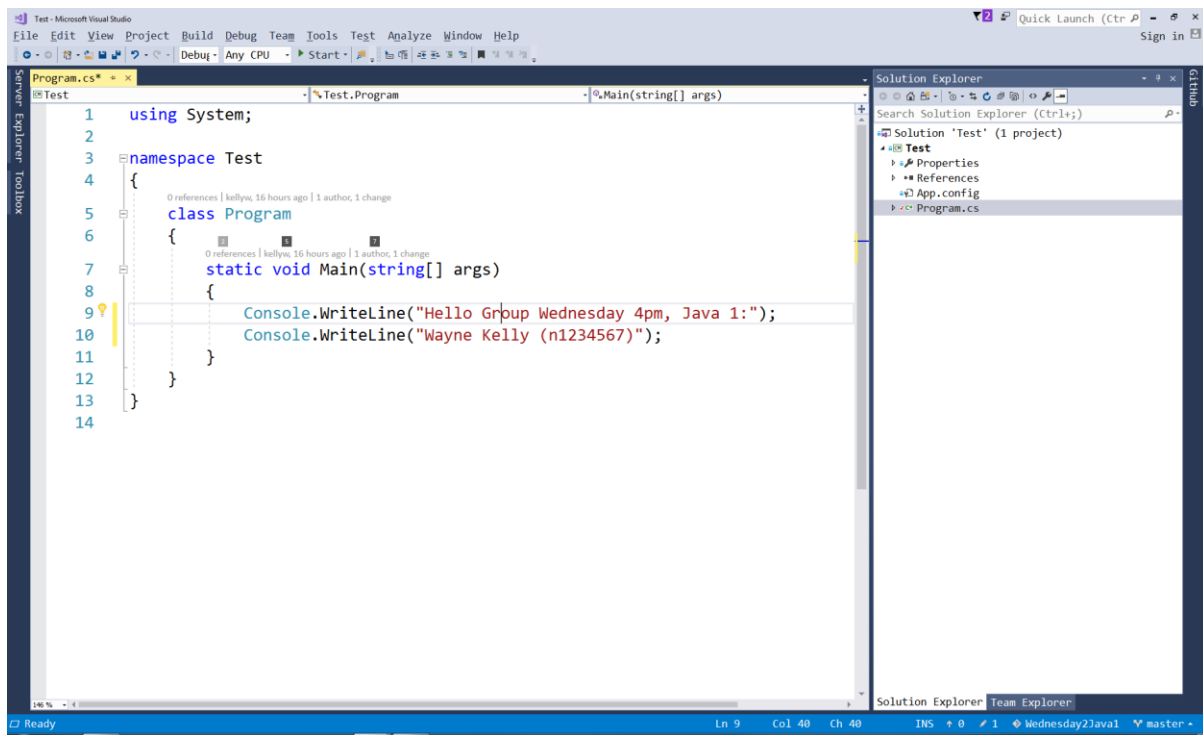 Test - Microsoft Visual Studio
2 Quick Launch (Ctr
File Edit View Project Build Debug Team Tools Test Analyze Window Help
Sign in
Debug Any CPU Start
Server Explorer Toolbox
Program.cs*
Test Test.Program Main(string[] args)
1 using System;
2
3 namespace Test
4 {
0 references | kellyw, 16 hours ago | 1 author, 1 change
5 class Program
6 {
2 5 7
0 references | kellyw, 16 hours ago | 1 author, 1 change
7 static void Main(string[] args)
8 {
9 Console.WriteLine("Hello Group Wednesday 4pm, Java 1:");
10 Console.WriteLine("Wayne Kelly (n1234567)");
11 }
12 }
13 }
14
146 %
Solution Explorer
Search Solution Explorer (Ctrl+;)
Solution 'Test' (1 project)
Test
Properties
References
App.config
Program.cs
Solution Explorer Team Explorer
GitHub
Ready Ln 9 Col 40 Ch 40 INS 0 1 Wednesday2Java1 master